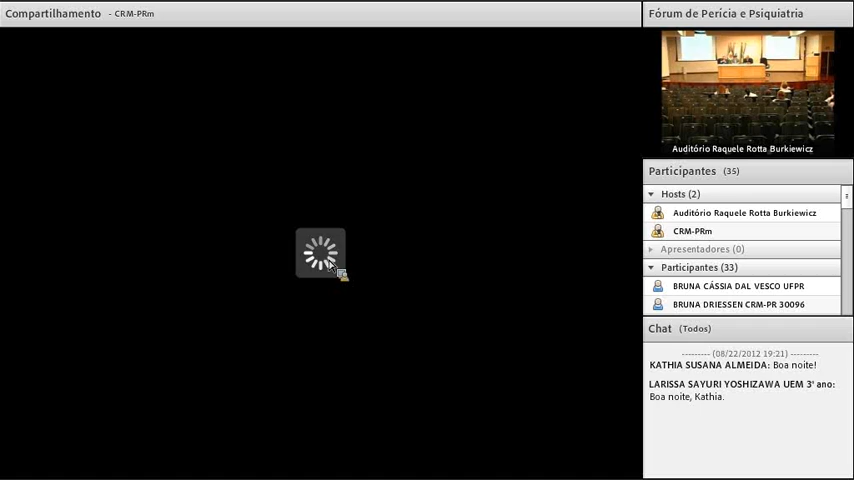 Compartilhamento - CRM-PRm
Fórum de Perícia e Psiquiatria
Auditório Raquele Rotta Burkiewicz
Participantes (35)
Hosts (2)
Auditório Raquele Rotta Burkiewicz
CRM-PRm
Apresentadores (0)
Participantes (33)
BRUNA CÁSSIA DAL VESCO UFPR
BRUNA DRIESSEN CRM-PR 30096
Chat (Todos)
--------- (08/22/2012 19:21) ---------
KATHIA SUSANA ALMEIDA: Boa noite!
LARISSA SAYURI YOSHIZAWA UEM 3° ano:
Boa noite, Kathia.